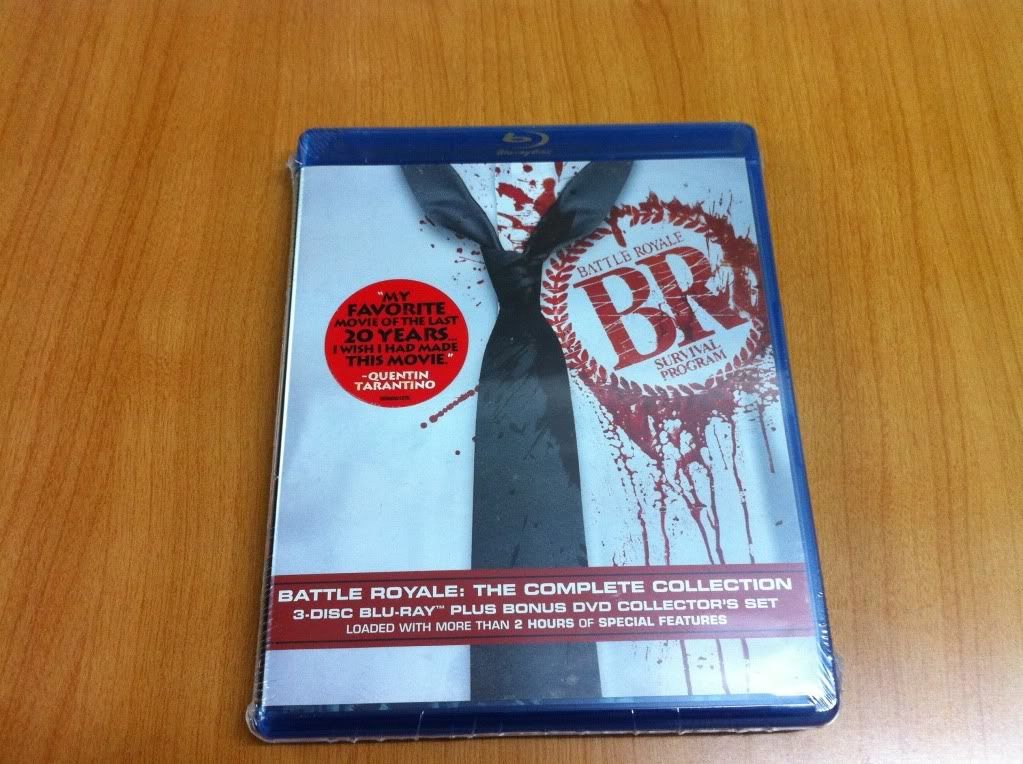 Blu-ray Disc
BATTLE ROYALE
BR
SURVIVAL
PROGRAM
"MY
FAVORITE
MOVIE OF THE LAST
20 YEARS...
I WISH I HAD MADE
THIS MOVIE."
-QUENTIN
TARANTINO
BATTLE ROYALE: THE COMPLETE COLLECTION
3-DISC BLU-RAY™ PLUS BONUS DVD COLLECTOR'S SET
LOADED WITH MORE THAN 2 HOURS OF SPECIAL FEATURES